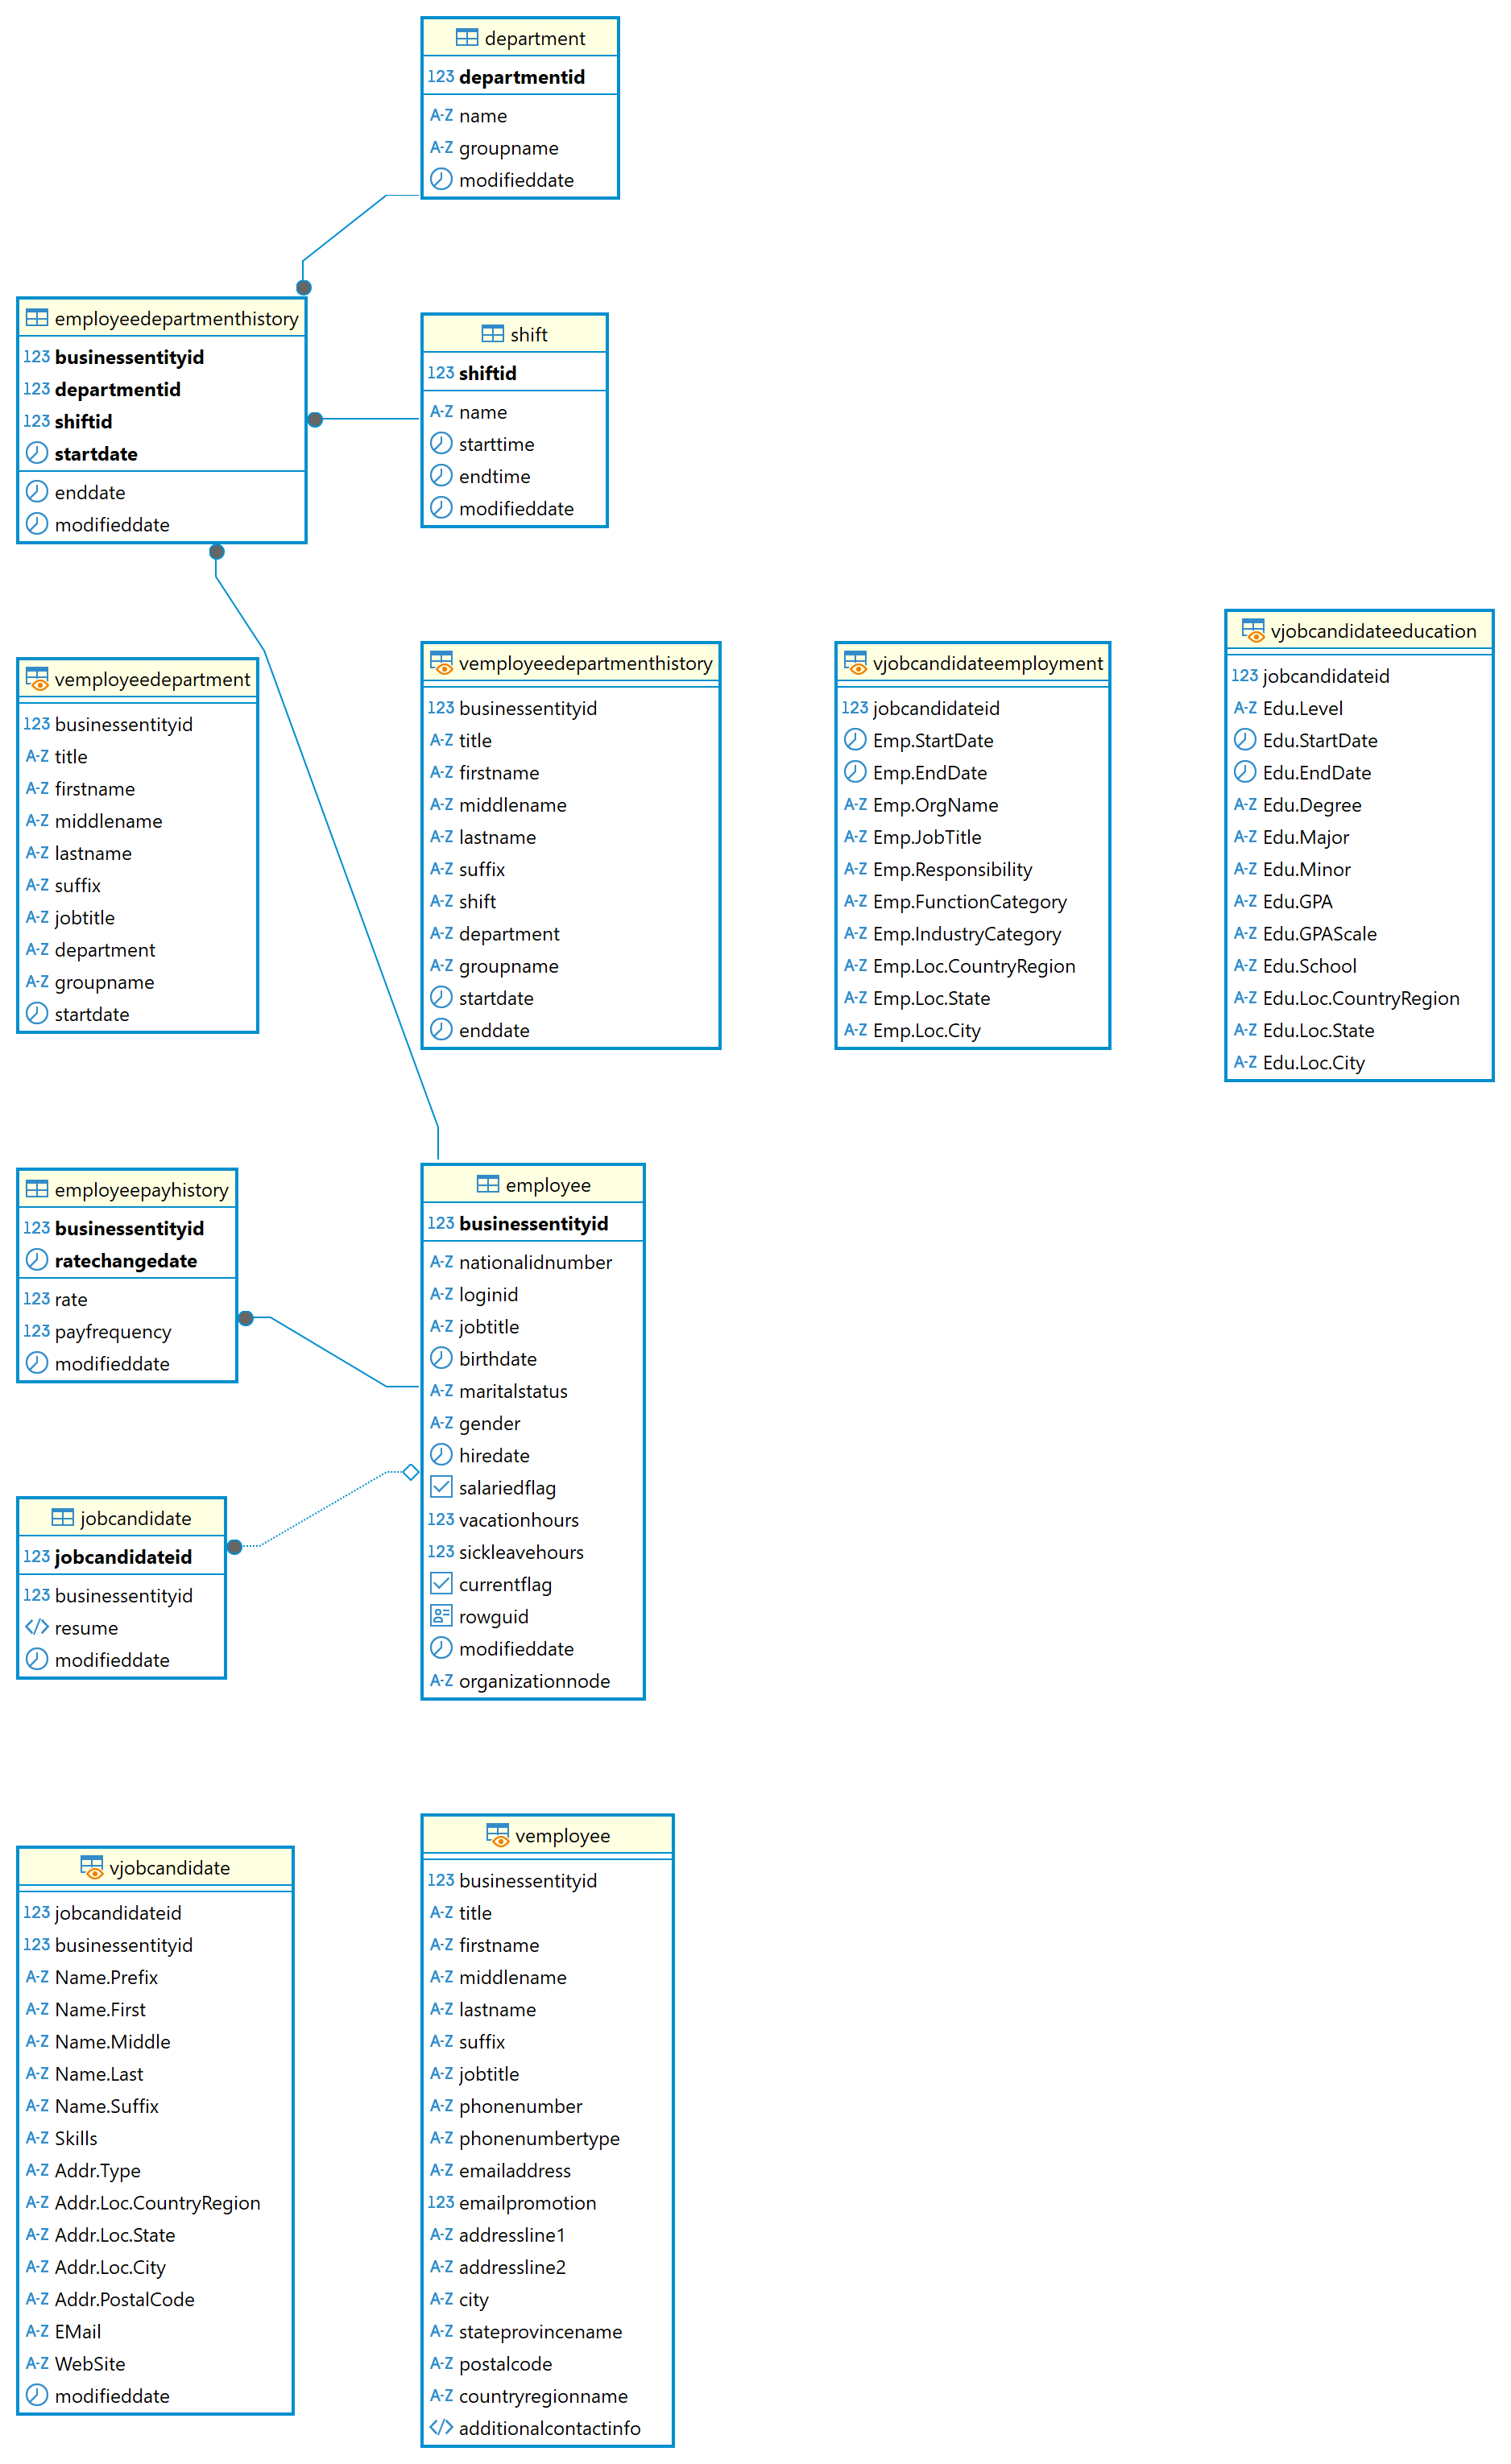 department
123 departmentid
A-Z name
A-Z groupname
modifieddate
employeedepartmenthistory
123 businessentityid
123 departmentid
123 shiftid
startdate
enddate
modifieddate
shift
123 shiftid
A-Z name
starttime
endtime
modifieddate
vemployeedepartment
123 businessentityid
A-Z title
A-Z firstname
A-Z middlename
A-Z lastname
A-Z suffix
A-Z jobtitle
A-Z department
A-Z groupname
startdate
vemployeedepartmenthistory
123 businessentityid
A-Z title
A-Z firstname
A-Z middlename
A-Z lastname
A-Z suffix
A-Z shift
A-Z department
A-Z groupname
startdate
enddate
vjobcandidateemployment
123 jobcandidateid
Emp.StartDate
Emp.EndDate
A-Z Emp.OrgName
A-Z Emp.JobTitle
A-Z Emp.Responsibility
A-Z Emp.FunctionCategory
A-Z Emp.IndustryCategory
A-Z Emp.Loc.CountryRegion
A-Z Emp.Loc.State
A-Z Emp.Loc.City
vjobcandidateeducation
123 jobcandidateid
A-Z Edu.Level
Edu.StartDate
Edu.EndDate
A-Z Edu.Degree
A-Z Edu.Major
A-Z Edu.Minor
A-Z Edu.GPA
A-Z Edu.GPAScale
A-Z Edu.School
A-Z Edu.Loc.CountryRegion
A-Z Edu.Loc.State
A-Z Edu.Loc.City
employeepayhistory
123 businessentityid
ratechangedate
123 rate
123 payfrequency
modifieddate
employee
123 businessentityid
A-Z nationalidnumber
A-Z loginid
A-Z jobtitle
birthdate
A-Z maritalstatus
A-Z gender
hiredate
salariedflag
123 vacationhours
123 sickleavehours
currentflag
rowguid
modifieddate
A-Z organizationnode
jobcandidate
123 jobcandidateid
123 businessentityid
</> resume
modifieddate
vjobcandidate
123 jobcandidateid
123 businessentityid
A-Z Name.Prefix
A-Z Name.First
A-Z Name.Middle
A-Z Name.Last
A-Z Name.Suffix
A-Z Skills
A-Z Addr.Type
A-Z Addr.Loc.CountryRegion
A-Z Addr.Loc.State
A-Z Addr.Loc.City
A-Z Addr.PostalCode
A-Z EMail
A-Z WebSite
modifieddate
vemployee
123 businessentityid
A-Z title
A-Z firstname
A-Z middlename
A-Z lastname
A-Z suffix
A-Z jobtitle
A-Z phonenumber
A-Z phonenumbertype
A-Z emailaddress
123 emailpromotion
A-Z addressline1
A-Z addressline2
A-Z city
A-Z stateprovincename
A-Z postalcode
A-Z countryregionname
</> additionalcontactinfo